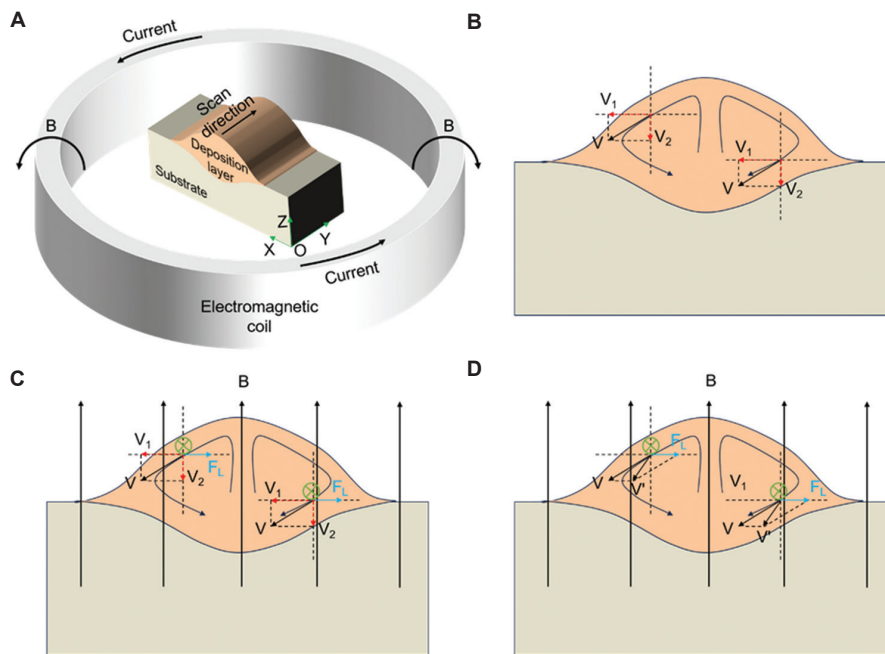 A
Current
B
B
Scan
direction
Deposition
layer
Substrate
Z
X
O
Y
Current
Electromagnetic
coil
B
V1
V
V2
V1
V
V2
C
B
V1
FL
V
V2
V1
FL
V
V2
D
B
FL
V
V'
V1
FL
V
V'